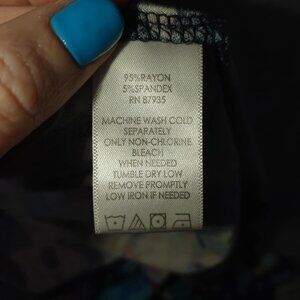 95%RAYON
5%SPANDEX
RN 87935
MACHINE WASH COLD
SEPARATELY
ONLY NON-CHLORINE
BLEACH
WHEN NEEDED
TUMBLE DRY LOW
REMOVE PROMPTLY
LOW IRON IF NEEDED